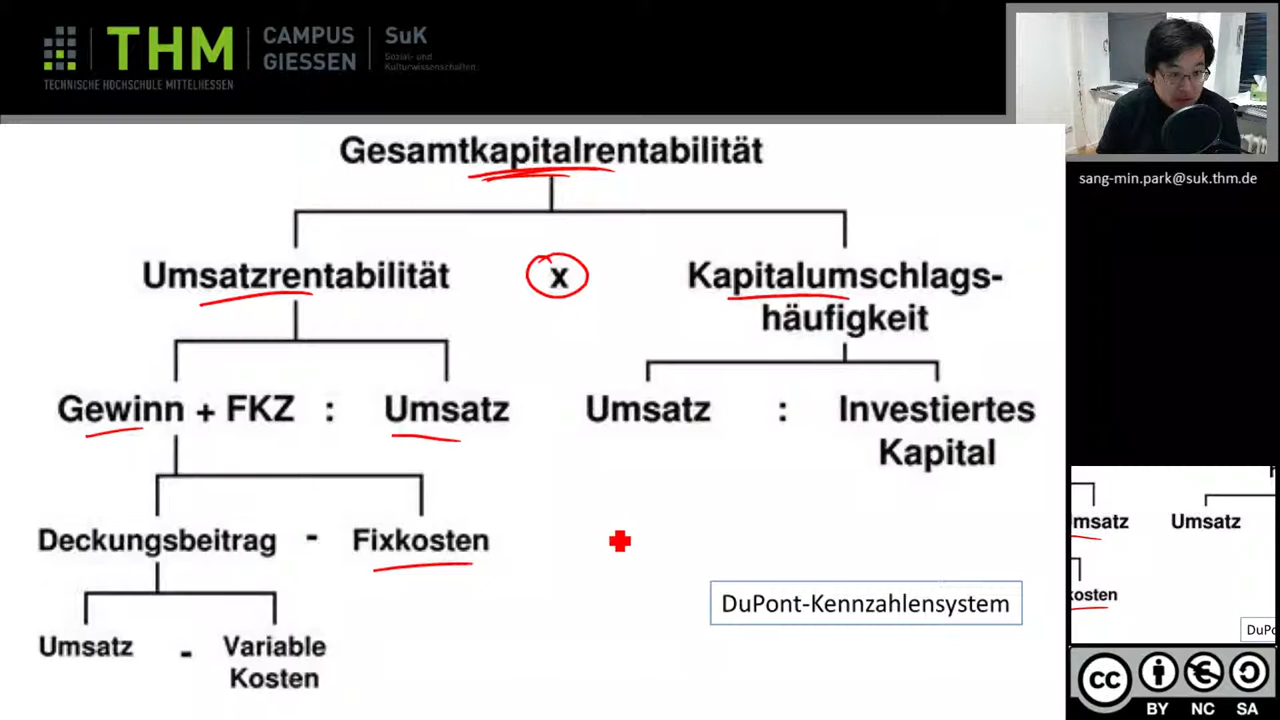 THM
CAMPUS
GIESSEN
SuK
Sozial- und
Kulturwissenschaften
TECHNISCHE HOCHSCHULE MITTELHESSEN
sang-min.park@suk.thm.de
Gesamtkapitalrentabilität
Umsatzrentabilität x Kapitalumschlags-
häufigkeit
Gewinn + FKZ : Umsatz Umsatz : Investiertes
Kapital
Deckungsbeitrag - Fixkosten
DuPont-Kennzahlensystem
Umsatz - Variable
Kosten
msatz Umsatz
kosten
DuPo
cc
BY NC SA